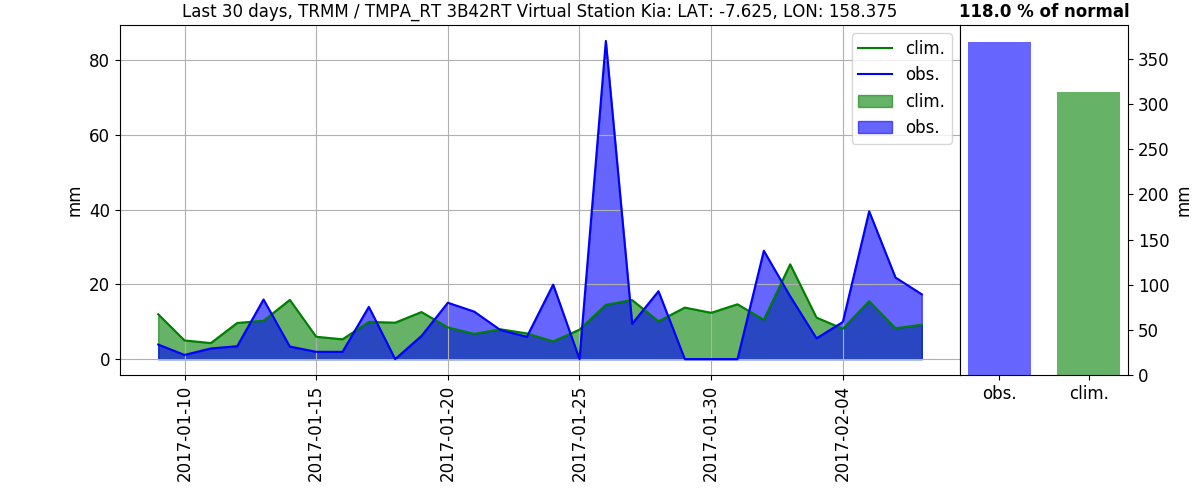 Last 30 days, TRMM / TMPA_RT 3B42RT Virtual Station Kia: LAT: -7.625, LON: 158.375
118.0 % of normal
clim.
obs.
clim.
obs.
mm
80
60
40
20
0
2017-01-10
2017-01-15
2017-01-20
2017-01-25
2017-01-30
2017-02-04
350
300
250
200
150
100
50
0
mm
obs.
clim.